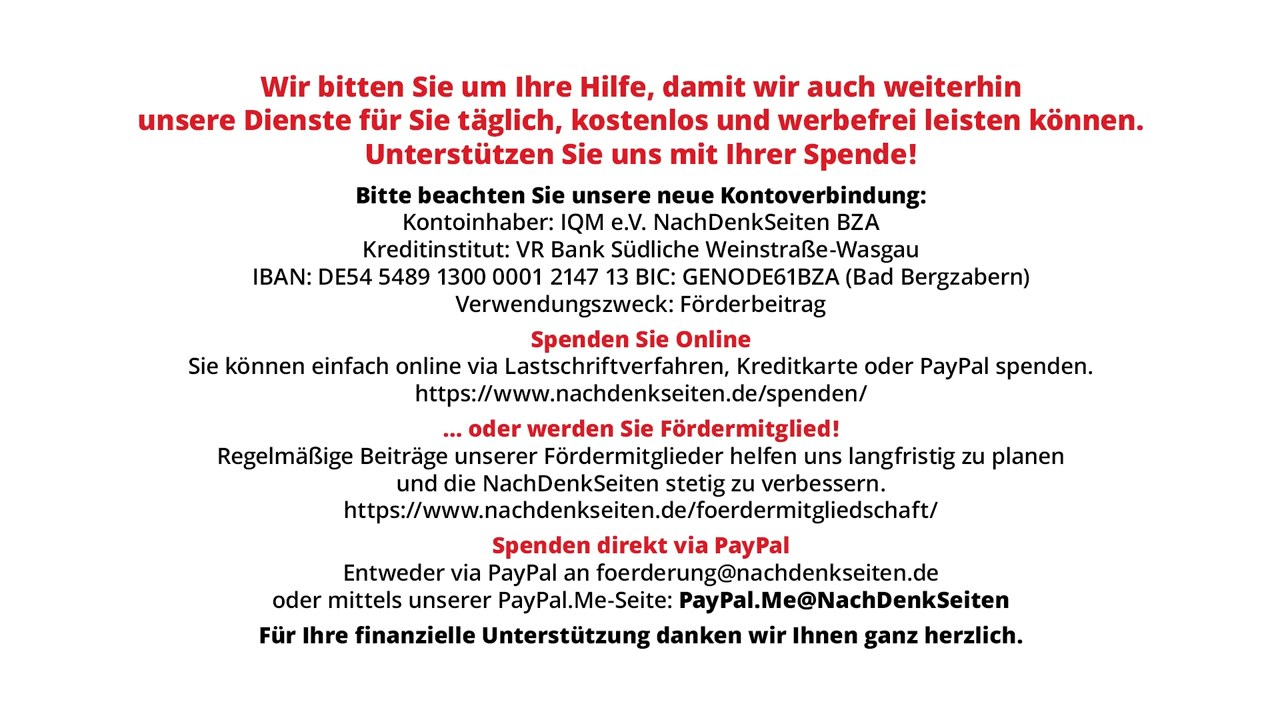 Wir bitten Sie um Ihre Hilfe, damit wir auch weiterhin
unsere Dienste für Sie täglich, kostenlos und werbefrei leisten können.
Unterstützen Sie uns mit Ihrer Spende!
Bitte beachten Sie unsere neue Kontoverbindung:
Kontoinhaber: IQM e.V. NachDenkSeiten BZA
Kreditinstitut: VR Bank Südliche Weinstraße-Wasgau
IBAN: DE54 5489 1300 0001 2147 13 BIC: GENODE61BZA (Bad Bergzabern)
Verwendungszweck: Förderbeitrag
Spenden Sie Online
Sie können einfach online via Lastschriftverfahren, Kreditkarte oder PayPal spenden.
https://www.nachdenkseiten.de/spenden/
... oder werden Sie Fördermitglied!
Regelmäßige Beiträge unserer Fördermitglieder helfen uns langfristig zu planen
und die NachDenkSeiten stetig zu verbessern.
https://www.nachdenkseiten.de/foerdermitgliedschaft/
Spenden direkt via PayPal
Entweder via PayPal an foerderung@nachdenkseiten.de
oder mittels unserer PayPal.Me-Seite: PayPal.Me@NachDenkSeiten
Für Ihre finanzielle Unterstützung danken wir Ihnen ganz herzlich.